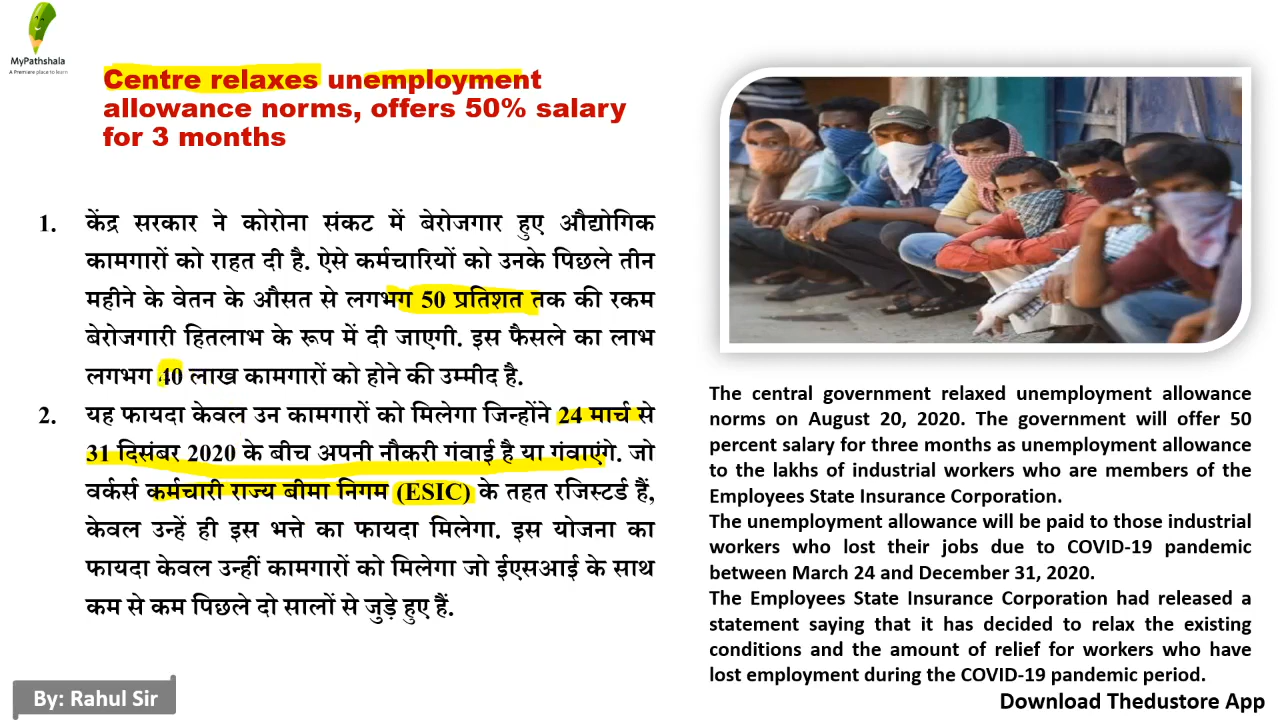 MyPathshala
A Premiere place to learn
Centre relaxes unemployment
allowance norms, offers 50% salary
for 3 months
1. केंद्र सरकार ने कोरोना संकट में बेरोजगार हुए औद्योगिक
कामगारों को राहत दी है. ऐसे कर्मचारियों को उनके पिछले तीन
महीने के वेतन के औसत से लगभग 50 प्रतिशत तक की रकम
बेरोजगारी हितलाभ के रूप में दी जाएगी. इस फैसले का लाभ
लगभग 40 लाख कामगारों को होने की उम्मीद है.
2. यह फायदा केवल उन कामगारों को मिलेगा जिन्होंने 24 मार्च से
31 दिसंबर 2020 के बीच अपनी नौकरी गंवाई है या गंवाएंगे. जो
वर्कर्स कर्मचारी राज्य बीमा निगम (ESIC) के तहत रजिस्टर्ड हैं,
केवल उन्हें ही इस भत्ते का फायदा मिलेगा. इस योजना का
फायदा केवल उन्हीं कामगारों को मिलेगा जो ईएसआई के साथ
कम से कम पिछले दो सालों से जुड़े हुए हैं.
The central government relaxed unemployment allowance
norms on August 20, 2020. The government will offer 50
percent salary for three months as unemployment allowance
to the lakhs of industrial workers who are members of the
Employees State Insurance Corporation.
The unemployment allowance will be paid to those industrial
workers who lost their jobs due to COVID-19 pandemic
between March 24 and December 31, 2020.
The Employees State Insurance Corporation had released a
statement saying that it has decided to relax the existing
conditions and the amount of relief for workers who have
lost employment during the COVID-19 pandemic period.
By: Rahul Sir
Download Thedustore App